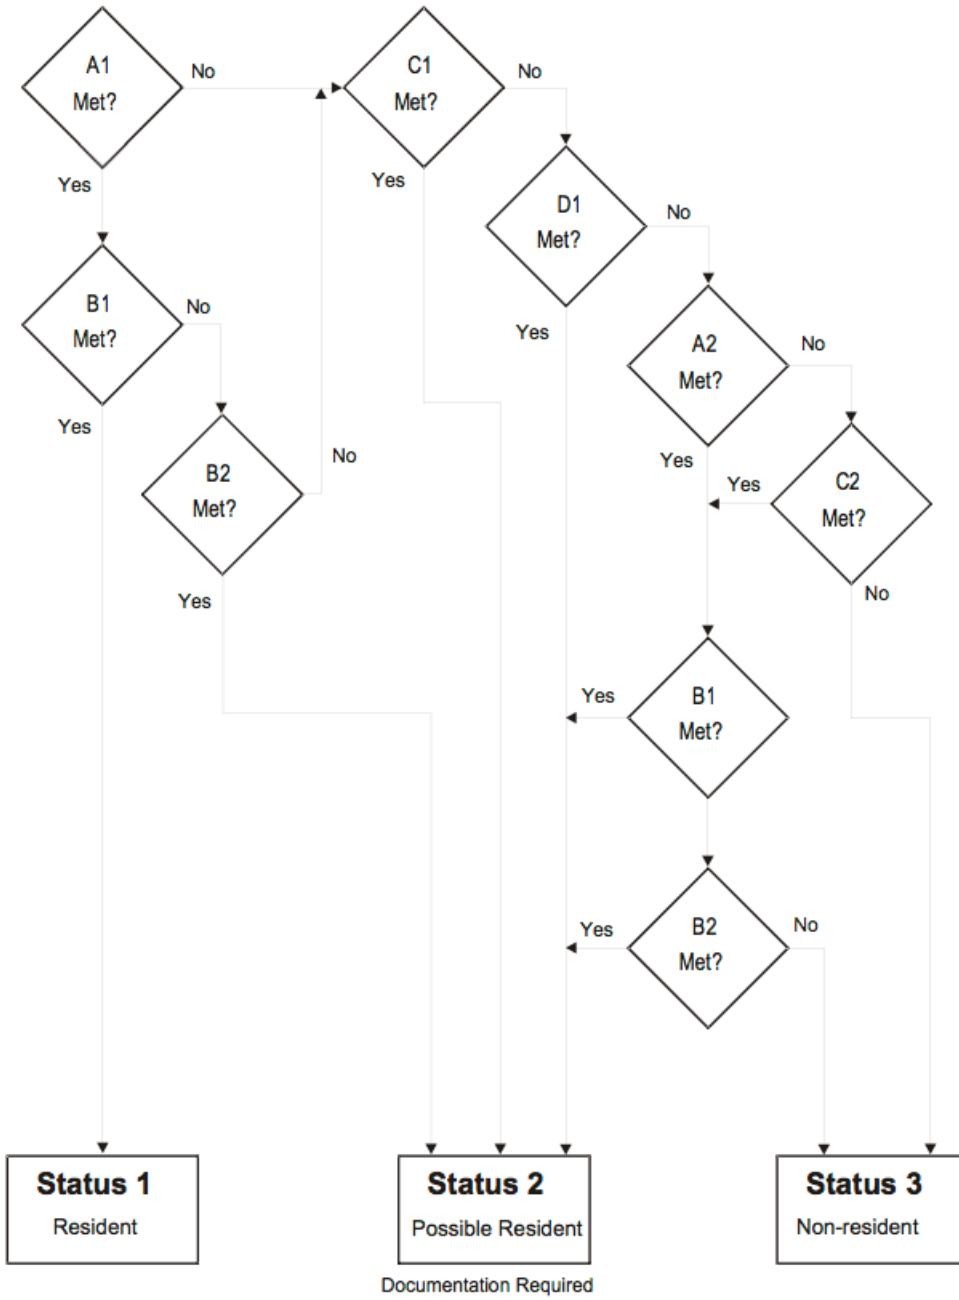 A1
Met?
No
C1
Met?
No
Yes
Yes
D1
Met?
No
B1
Met?
No
Yes
A2
Met?
No
Yes
B2
Met?
No
Yes
Yes
C2
Met?
Yes
No
Yes
B1
Met?
Yes
B2
Met?
No
Status 1
Resident
Status 2
Possible Resident
Documentation Required
Status 3
Non-resident